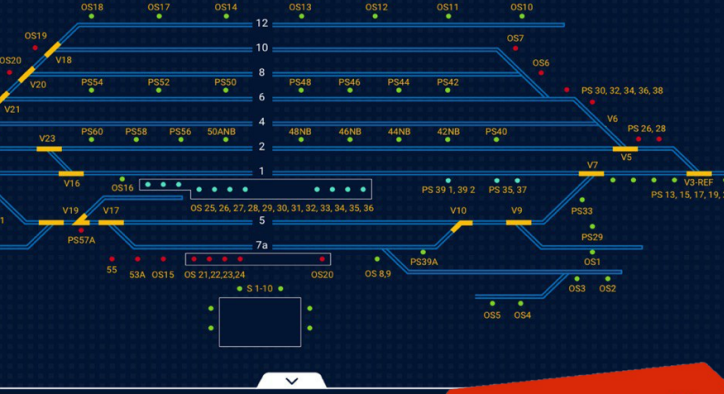 OS18 OS17 OS14 OS13 OS12 OS11 OS10
12
OS19 OS7
10
V18
OS20 OS6
8
V20 PS54 PS52 PS50 PS48 PS46 PS44 PS42 PS 30, 32, 34, 36, 38
6
V21
4 V6
V23 PS60 PS58 PS56 50ANB 48NB 46NB 44NB 42NB PS40 PS 26, 28
2
V5
1 V7
V16 OS16 PS 39 1, 39 2 PS 35, 37 V3-REF
PS 13, 15, 17, 19,
V19 V17 OS 25, 26, 27, 28, 29, 30, 31, 32, 33, 34, 35, 36 V10 V9 PS33
1 5
PS57A PS29
7a
55 53A OS15 OS 21,22,23,24 OS20 OS 8,9 PS39A OS1
S 1-10 OS3 OS2
OS5 OS4